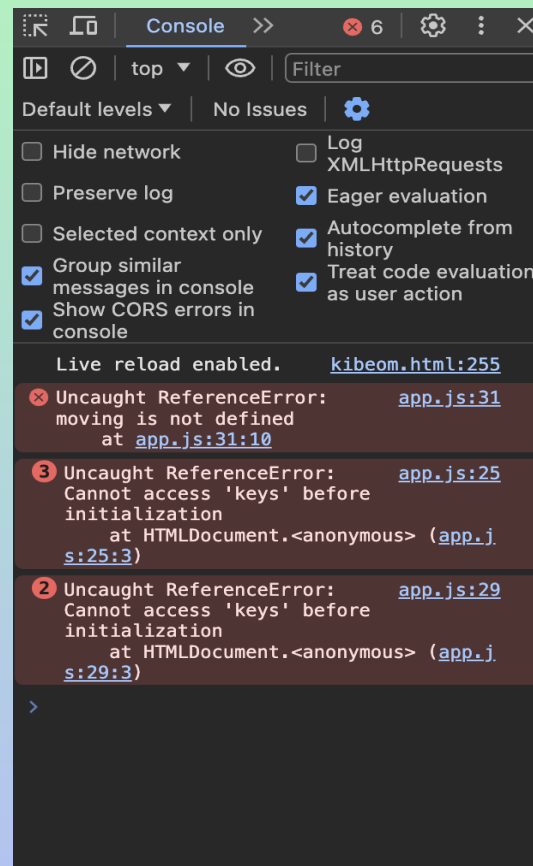 Console
6
top
Filter
Default levels
No Issues
Hide network
Log
XMLHttpRequests
Preserve log
Eager evaluation
Selected context only
Autocomplete from
history
Group similar
messages in console
Treat code evaluation
as user action
Show CORS errors in
console
Live reload enabled. kibeom.html:255
Uncaught ReferenceError: app.js:31
moving is not defined
at app.js:31:10
3 Uncaught ReferenceError: app.js:25
Cannot access 'keys' before
initialization
at HTMLDocument.<anonymous> (app.j
s:25:3)
2 Uncaught ReferenceError: app.js:29
Cannot access 'keys' before
initialization
at HTMLDocument.<anonymous> (app.j
s:29:3)